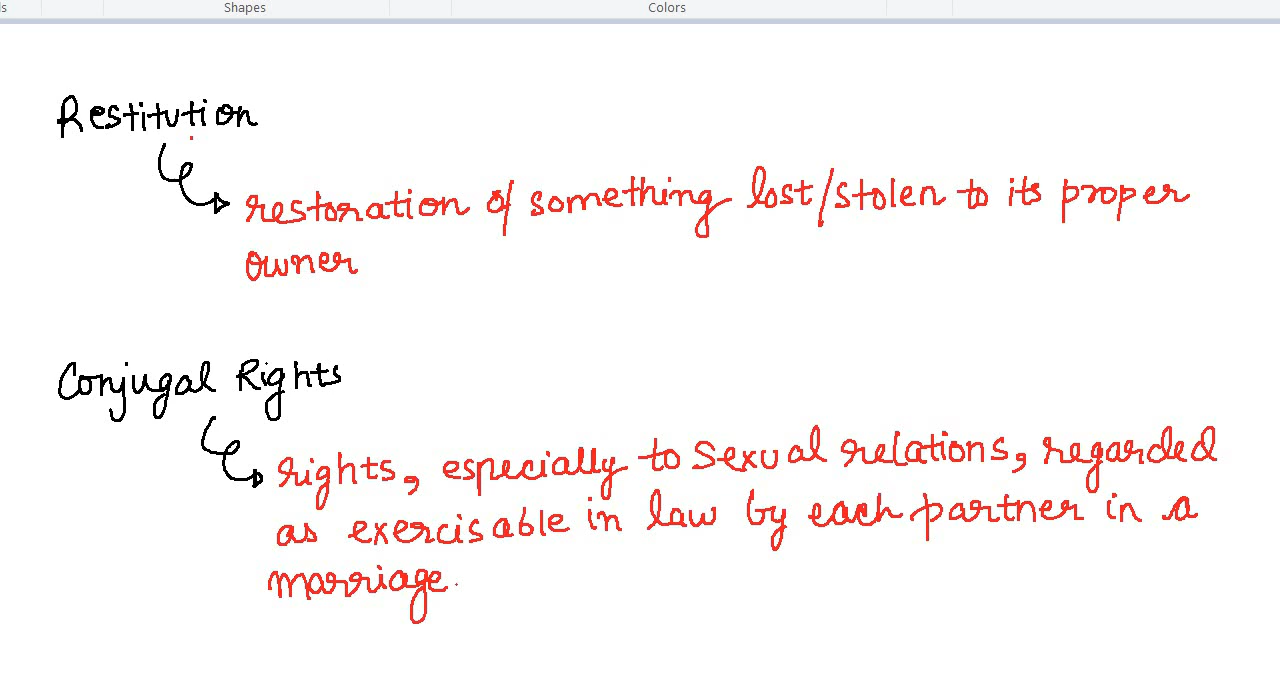 s Shapes Colors
Restitution
restoration of something lost/stolen to its proper
owner
Conjugal Rights
rights, especially to sexual relations, regarded
as exercisable in law by each partner in a
marriage.